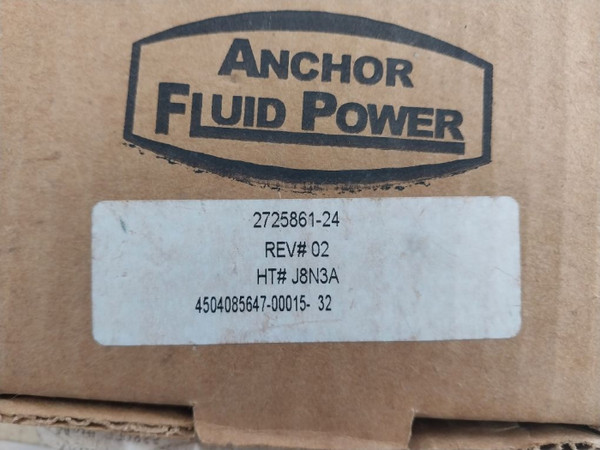 ANCHOR
FLUID POWER
2725861-24
REV# 02
HT# J8N3A
4504085647-00015- 32